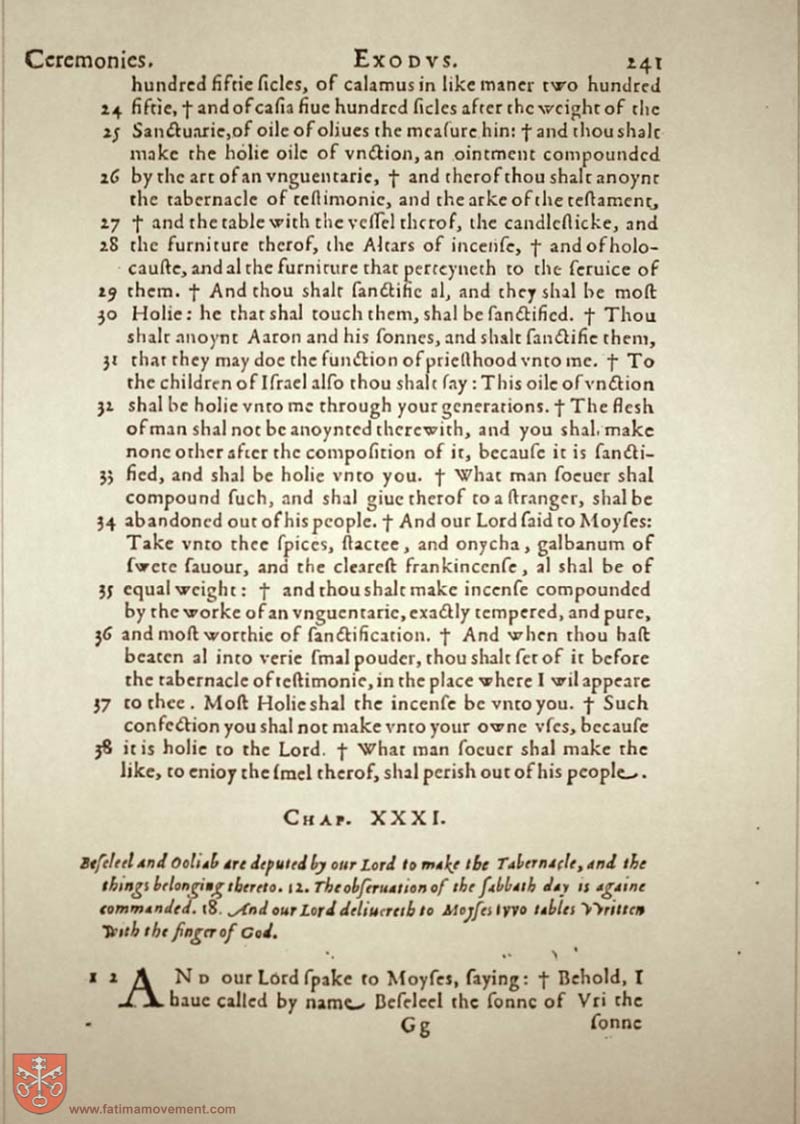 Ceremonies. EXODVS. 241
hundred fiftie ſicles, of calamus in like maner two hundred
24 fiftie, † and of caſia fiue hundred ſicles after the weight of the
25 Sanctuarie, of oile of oliues the meaſure hin: † and thou shalt
make the holie oile of vnction, an ointment compounded
26 by the art of an vnguentarie, † and therof thou shalt anoynt
the tabernacle of teſtimonie, and the arke of the teſtament,
27 † and the table with the veſſel therof, the candleſticke, and
28 the furniture therof, the Altars of incenſe, † and of holo-
cauſte, and al the furniture that perteyneth to the ſeruice of
29 them. † And thou shalt ſanctifie al, and they shal be moſt
30 Holie: he that shal touch them, shal be ſanctified. † Thou
shalt anoynt Aaron and his ſonnes, and shalt ſanctifie them,
31 that they may doe the function of prieſthood vnto me. † To
the children of Iſrael alſo thou shalt ſay: This oile of vnction
32 shal be holie vnto me through your generations. † The flesh
of man shal not be anoynted therewith, and you shal make
none other after the compoſition of it, becauſe it is ſancti-
33 fied, and shal be holie vnto you. † What man ſoeuer shal
compound ſuch, and shal giue therof to a ſtranger, shal be
34 abandoned out of his people. † And our Lord ſaid to Moyſes:
Take vnto thee ſpices, ſtactee, and onycha, galbanum of
ſwete ſauour, and the cleareſt frankincenſe, al shal be of
35 equal weight: † and thou shalt make incenſe compounded
by the worke of an vnguentarie, exactly tempered, and pure,
36 and moſt worthie of ſanctification. † And when thou haſt
beaten al into verie ſmal pouder, thou shalt ſet of it before
the tabernacle of teſtimonie, in the place where I wil appeare
37 to thee. Moſt Holie shal the incenſe be vnto you. † Such
confection you shal not make vnto your owne vſes, becauſe
38 it is holie to the Lord. † What man ſoeuer shal make the
like, to enioy the ſmel therof, shal perish out of his people.
CHAP. XXXI.
Beſeleel and Ooliab are deputed by our Lord to make the Tabernacle, and the
things belonging thereto. 12. The obſeruation of the ſabbath day is againe
commanded. 18. And our Lord deliuereth to Moyſes tvvo tables VVritten
VVith the finger of God.
1 2 AND our Lord ſpake to Moyſes, ſaying: † Behold, I
haue called by name Beſeleel the ſonne of Vri the
Gg ſonne
www.fatimamovement.com